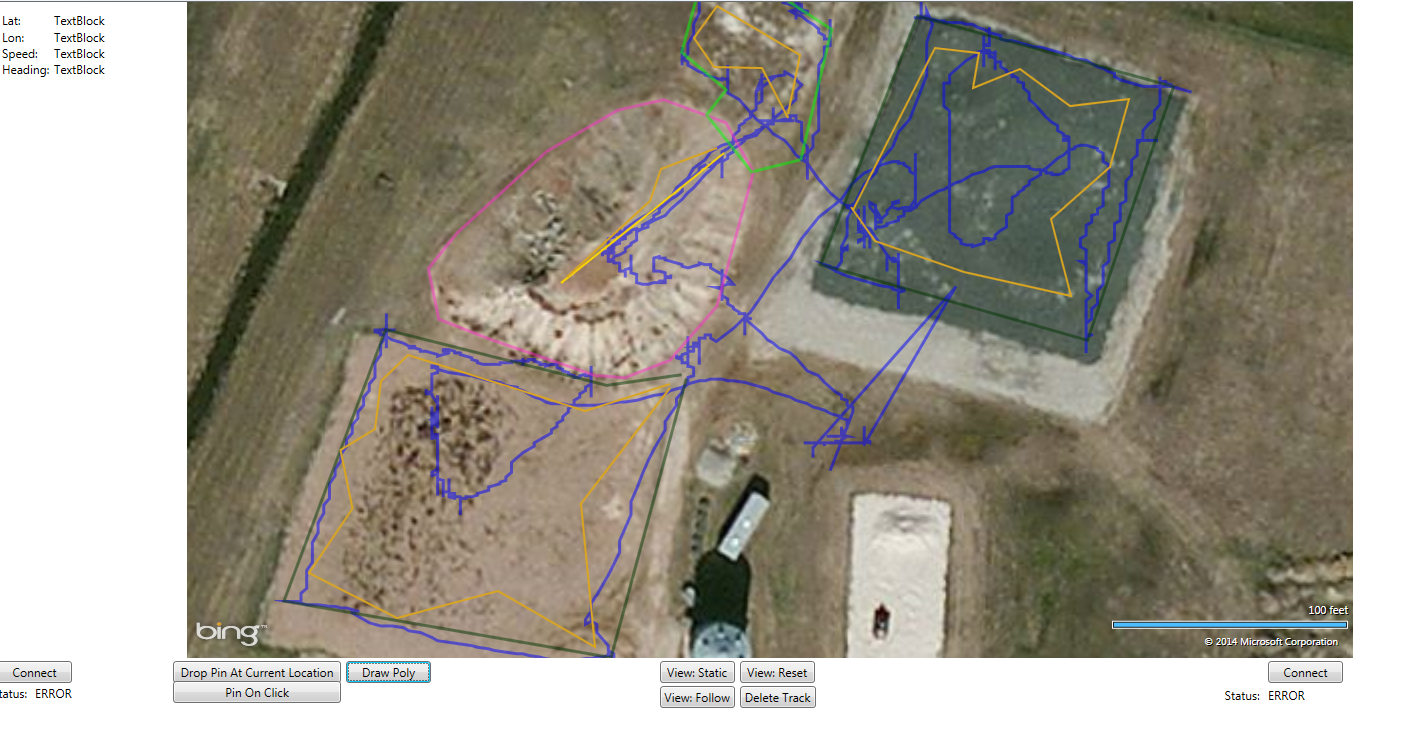 Lat: TextBlock
Lon: TextBlock
Speed: TextBlock
Heading: TextBlock
100 feet
bing™
© 2014 Microsoft Corporation
Connect
Drop Pin At Current Location
Draw Poly
View: Static
View: Reset
Connect
tatus: ERROR
Pin On Click
View: Follow
Delete Track
Status: ERROR